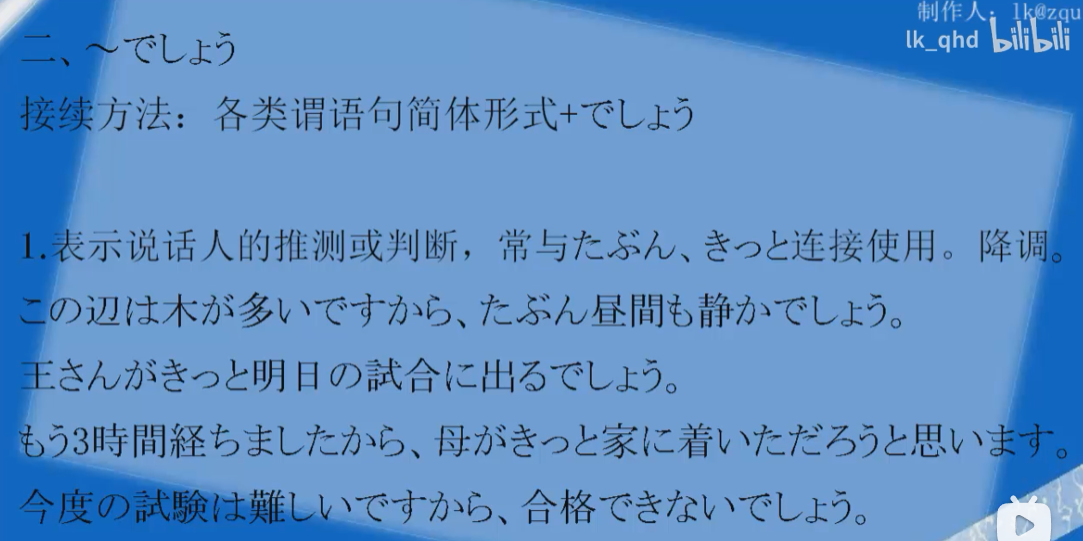 制作人：lk@zqu
lk_qhd bilibili
二、～でしょう
接续方法：各类谓语句简体形式+でしょう
1.表示说话人的推测或判断，常与たぶん、きっと连接使用。降调。
この辺は木が多いですから、たぶん昼間も静かでしょう。
王さんがきっと明日の試合に出るでしょう。
もう3時間経ちましたから、母がきっと家に着いただろうと思います。
今度の試験は難しいですから、合格できないでしょう。